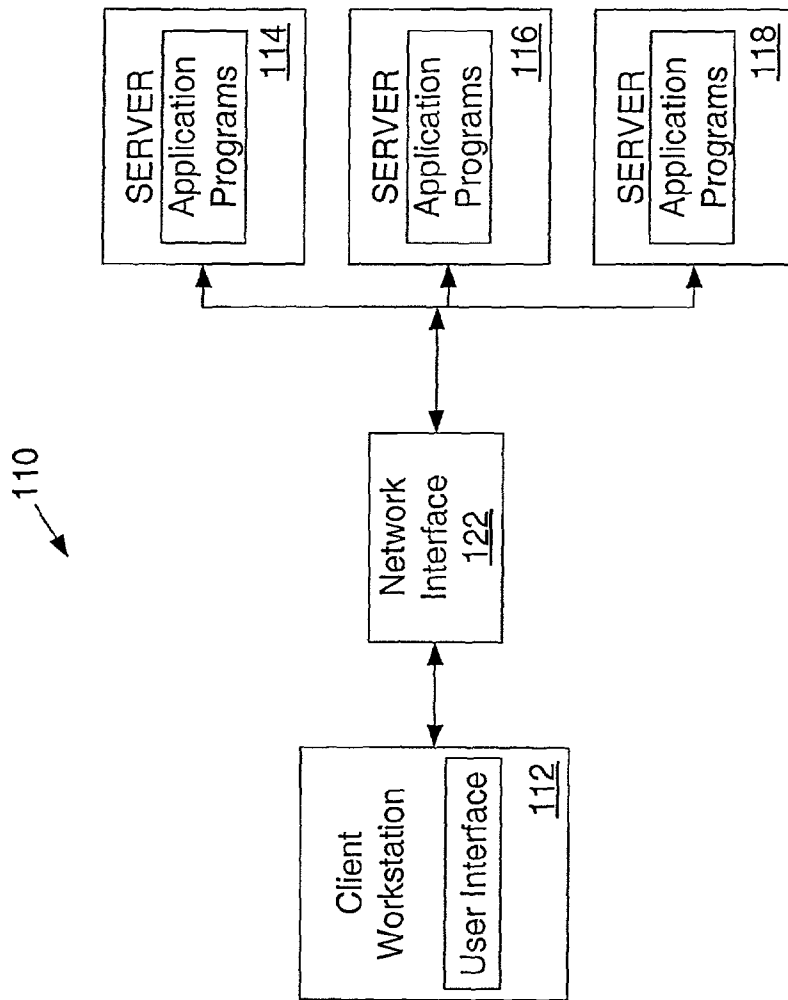 110
Client
Workstation
User Interface
112
Network
Interface
122
SERVER
Application
Programs
114
SERVER
Application
Programs
116
SERVER
Application
Programs
118